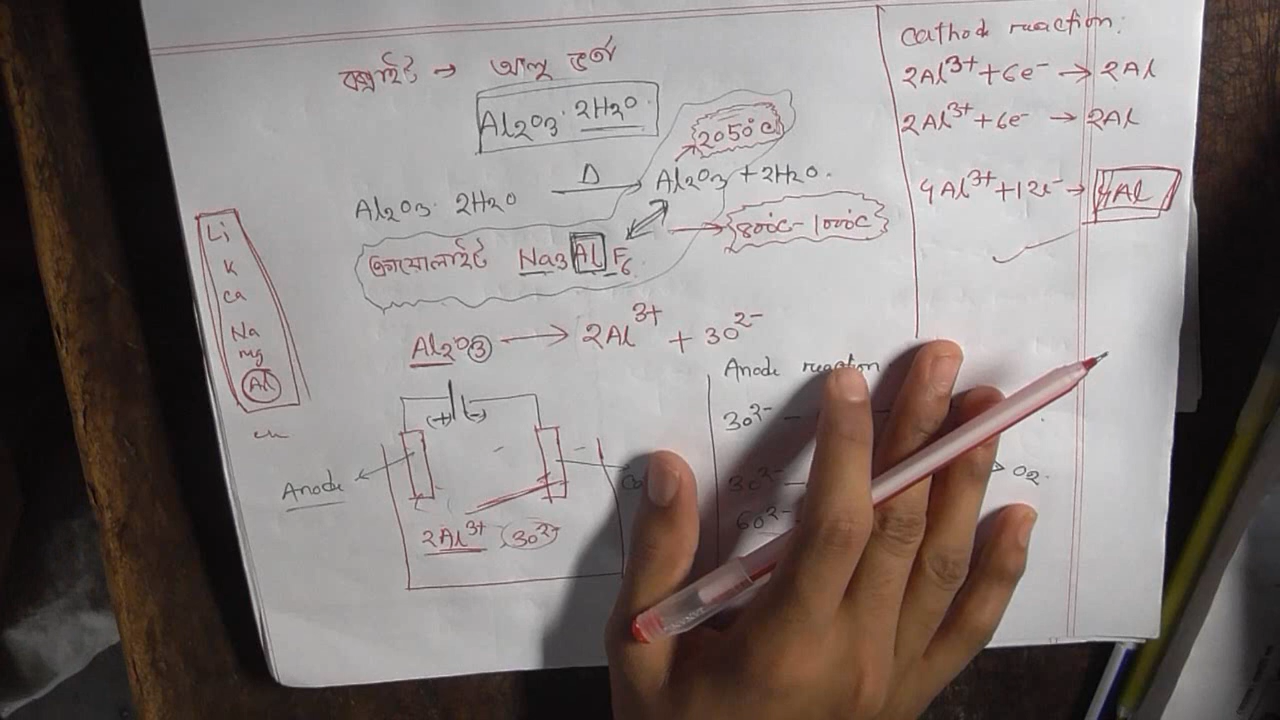 বক্সাইট →
Al₂O₃. 2H₂O.
2050°C
Al₂O₃. 2H₂O —Δ→ Al₂O₃ + 2H₂O.
→ 800°C - 1000°C
ক্রায়োলাইট Na₃AlF₆.
Al₂O₃ → 2Al³⁺ + 3O²⁻
Li
K
Ca
Na
Mg
Al
(+) (-)
Anode
2Al³⁺ 3O²⁻
Cathod reaction:
2Al³⁺ + 6e⁻ → 2Al
2Al³⁺ + 6e⁻ → 2Al
4Al³⁺ + 12e⁻ → 4Al
Anode reaction
3O²⁻ -
3O²⁻ -
→ O₂.
6O²⁻